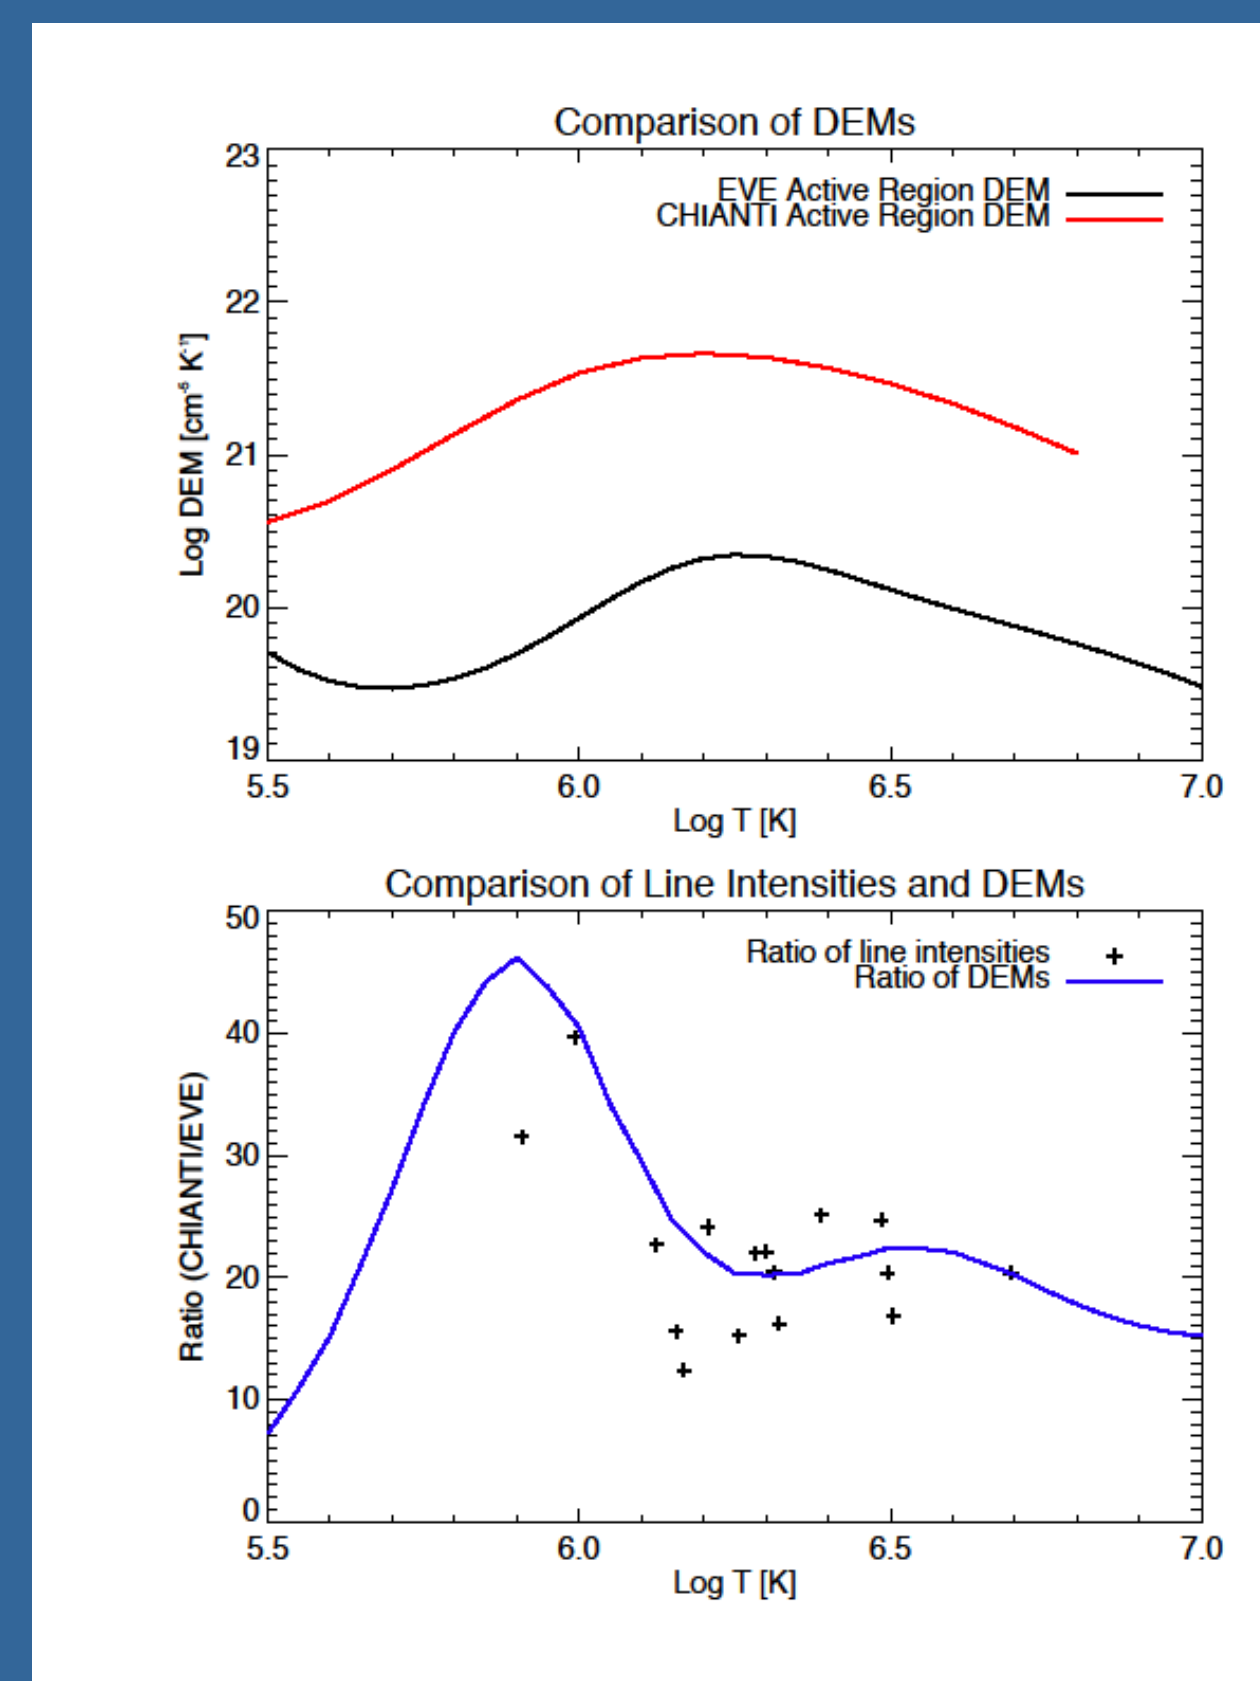 Comparison of DEMs
23
22
21
20
19
Log DEM [cm⁻⁵ K⁻¹]
EVE Active Region DEM
CHIANTI Active Region DEM
5.5 6.0 6.5 7.0
Log T [K]
Comparison of Line Intensities and DEMs
50
40
30
20
10
0
Ratio (CHIANTI/EVE)
Ratio of line intensities
Ratio of DEMs
5.5 6.0 6.5 7.0
Log T [K]